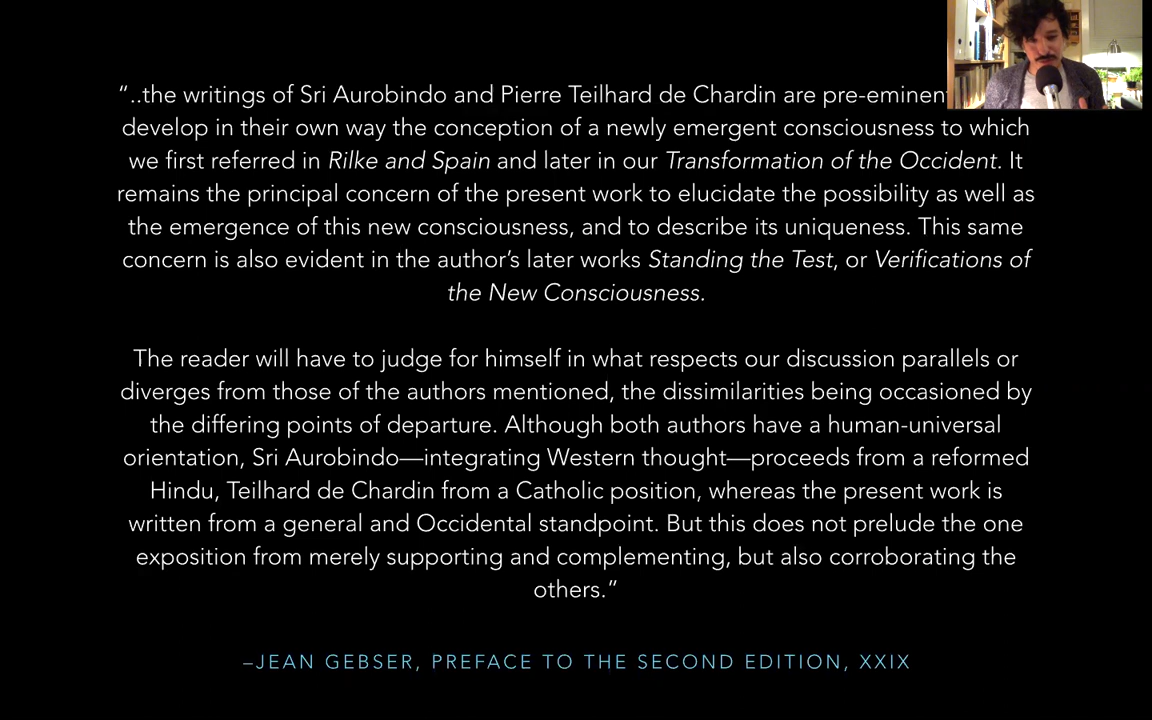 “..the writings of Sri Aurobindo and Pierre Teilhard de Chardin are
develop in their own way the conception of a newly emergent consciousness to which
we first referred in Rilke and Spain and later in our Transformation of the Occident. It
remains the principal concern of the present work to elucidate the possibility as well as
the emergence of this new consciousness, and to describe its uniqueness. This same
concern is also evident in the author’s later works Standing the Test, or Verifications of
the New Consciousness.
The reader will have to judge for himself in what respects our discussion parallels or
diverges from those of the authors mentioned, the dissimilarities being occasioned by
the differing points of departure. Although both authors have a human-universal
orientation, Sri Aurobindo—integrating Western thought—proceeds from a reformed
Hindu, Teilhard de Chardin from a Catholic position, whereas the present work is
written from a general and Occidental standpoint. But this does not prelude the one
exposition from merely supporting and complementing, but also corroborating the
others.”
–JEAN GEBSER, PREFACE TO THE SECOND EDITION, XXIX